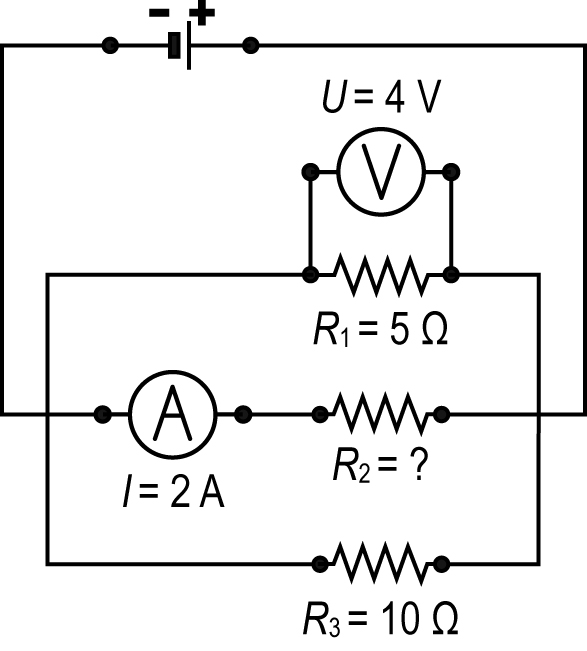 - +
U = 4 V
V
R₁ = 5 Ω
A
I = 2 A
R₂ = ?
R₃ = 10 Ω